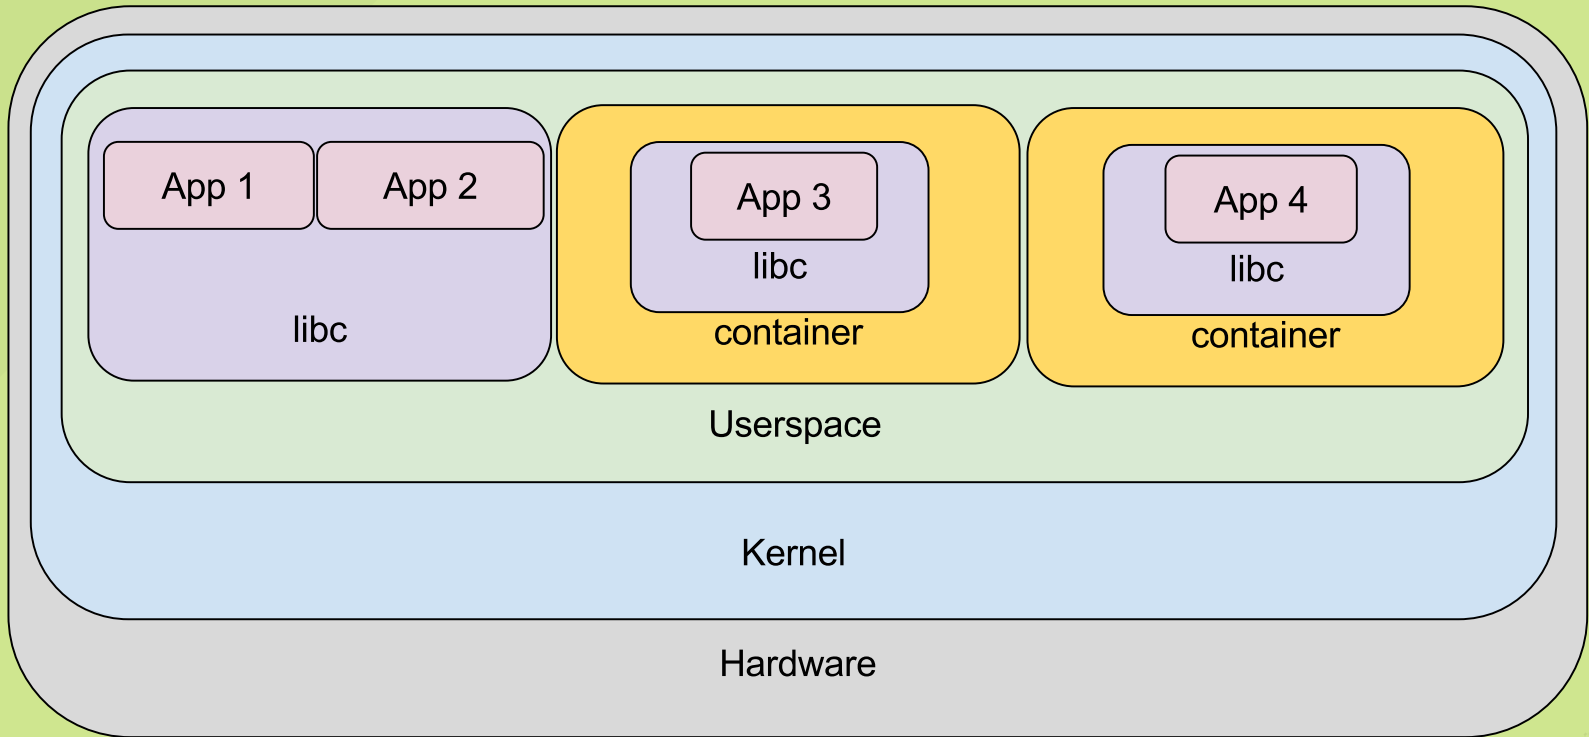 App 1
App 2
libc
App 3
libc
container
App 4
libc
container
Userspace
Kernel
Hardware